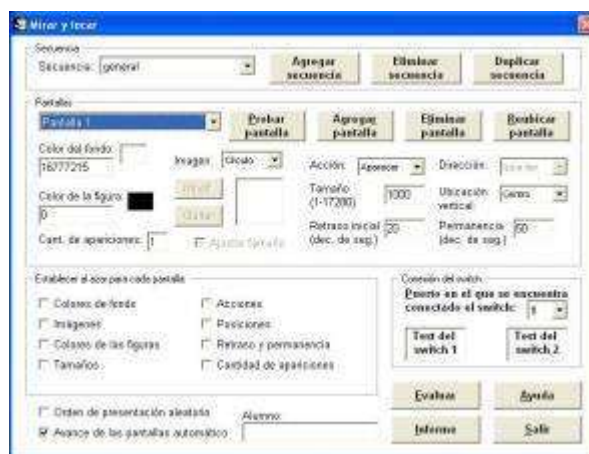 Mirar y tocar
Secuencia
Secuencia: general
Agregar secuencia
Eliminar secuencia
Duplicar secuencia
Pantallas
Pantalla 1
Probar pantalla
Agregar pantalla
Eliminar pantalla
Reubicar pantalla
Color del fondo:
16777215
Imagen: Círculo
Acción: Aparecer
Dirección:
Color de la figura:
0
Tamaño (1-17280) 1000
Ubicación vertical: Centro
Cant. de apariciones: 1
Ajustar tamaño
Retraso inicial (dec. de seg.) 20
Permanencia (dec. de seg.) 50
Establecer al azar para cada pantalla
Colores de fondo
Acciones
Imágenes
Posiciones
Colores de las figuras
Retraso y permanencia
Tamaños
Cantidad de apariciones
Conexión del switch
Puerto en el que se encuentra
conectado el switch:
Test del switch 1
Test del switch 2
Evaluar
Ayuda
Informe
Salir
Orden de presentación aleatorio
Avance de las pantallas automático
Alumno: